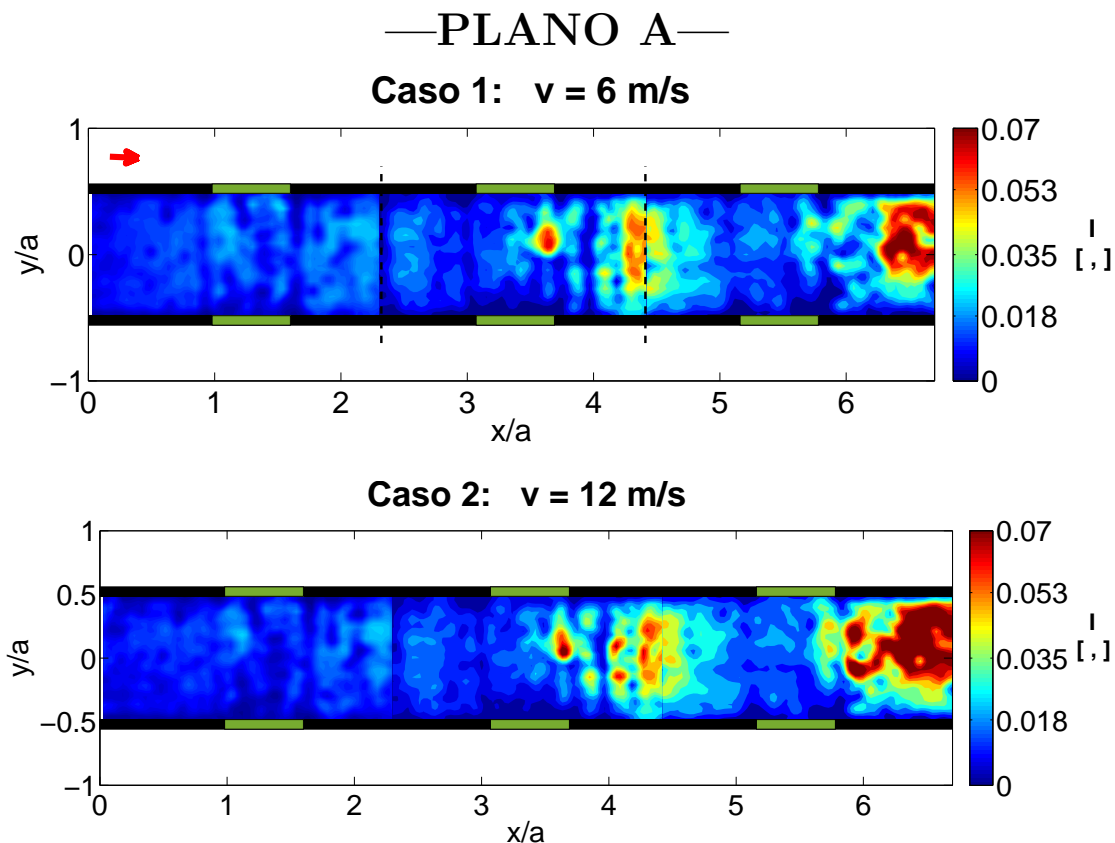 —PLANO A—
Caso 1: v = 6 m/s
1
0
−1
y/a
0 1 2 3 4 5 6
x/a
0.07
0.053
0.035
0.018
0
I
[ , ]
Caso 2: v = 12 m/s
1
0.5
0
−0.5
−1
y/a
0 1 2 3 4 5 6
x/a
0.07
0.053
0.035
0.018
0
I
[ , ]